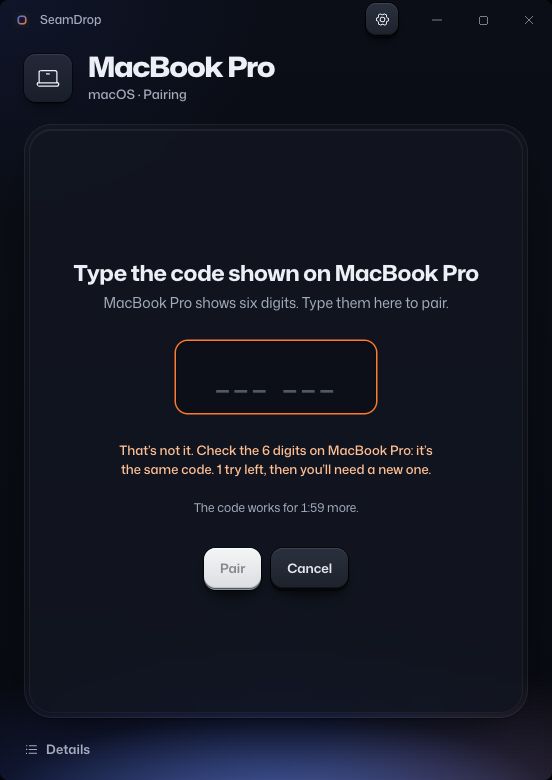 SeamDrop
MacBook Pro
macOS · Pairing
Type the code shown on MacBook Pro
MacBook Pro shows six digits. Type them here to pair.
___ ___
That’s not it. Check the 6 digits on MacBook Pro: it’s
the same code. 1 try left, then you’ll need a new one.
The code works for 1:59 more.
Pair
Cancel
Details